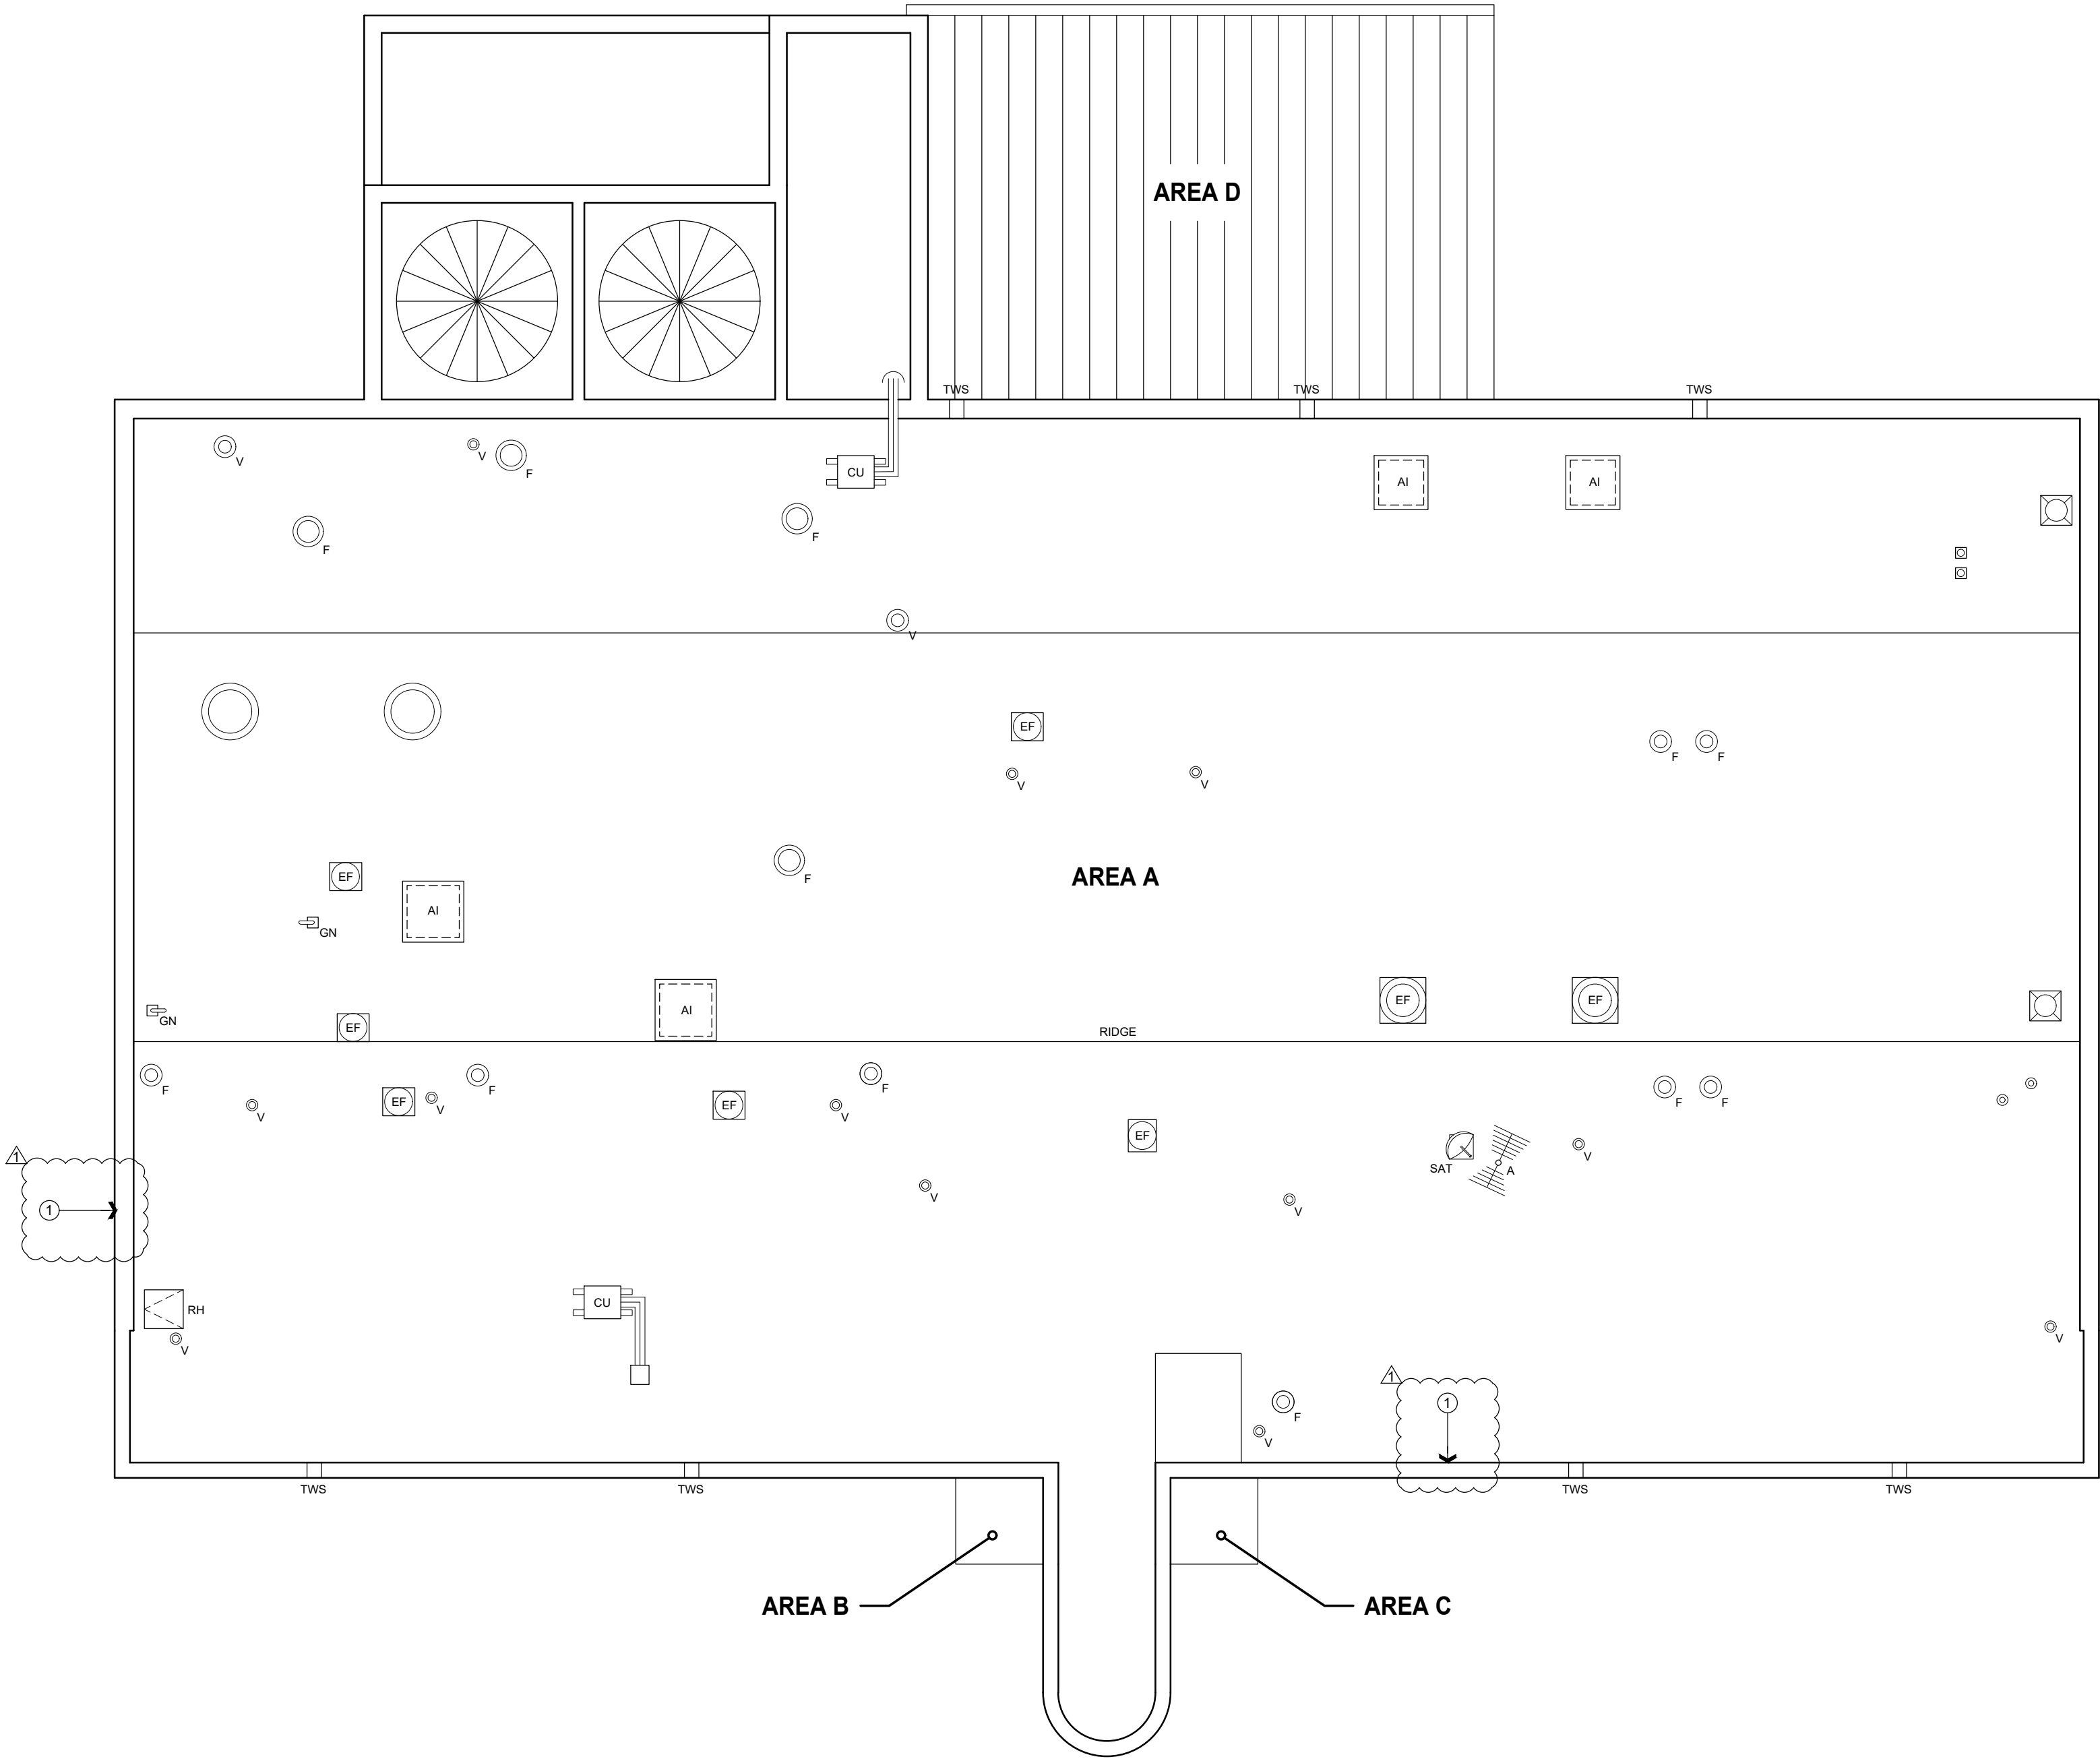 AREA D
TWS
TWS
TWS
V
V
F
CU
AI
AI
F
F
V
EF
F
F
V
V
EF
F
AREA A
AI
GN
GN
EF
AI
EF
EF
RIDGE
F
F
F
F
F
EF
V
EF
V
V
EF
1
SAT
A
V
V
V
1
RH
CU
V
V
1
1
F
V
TWS
TWS
TWS
TWS
AREA B
AREA C